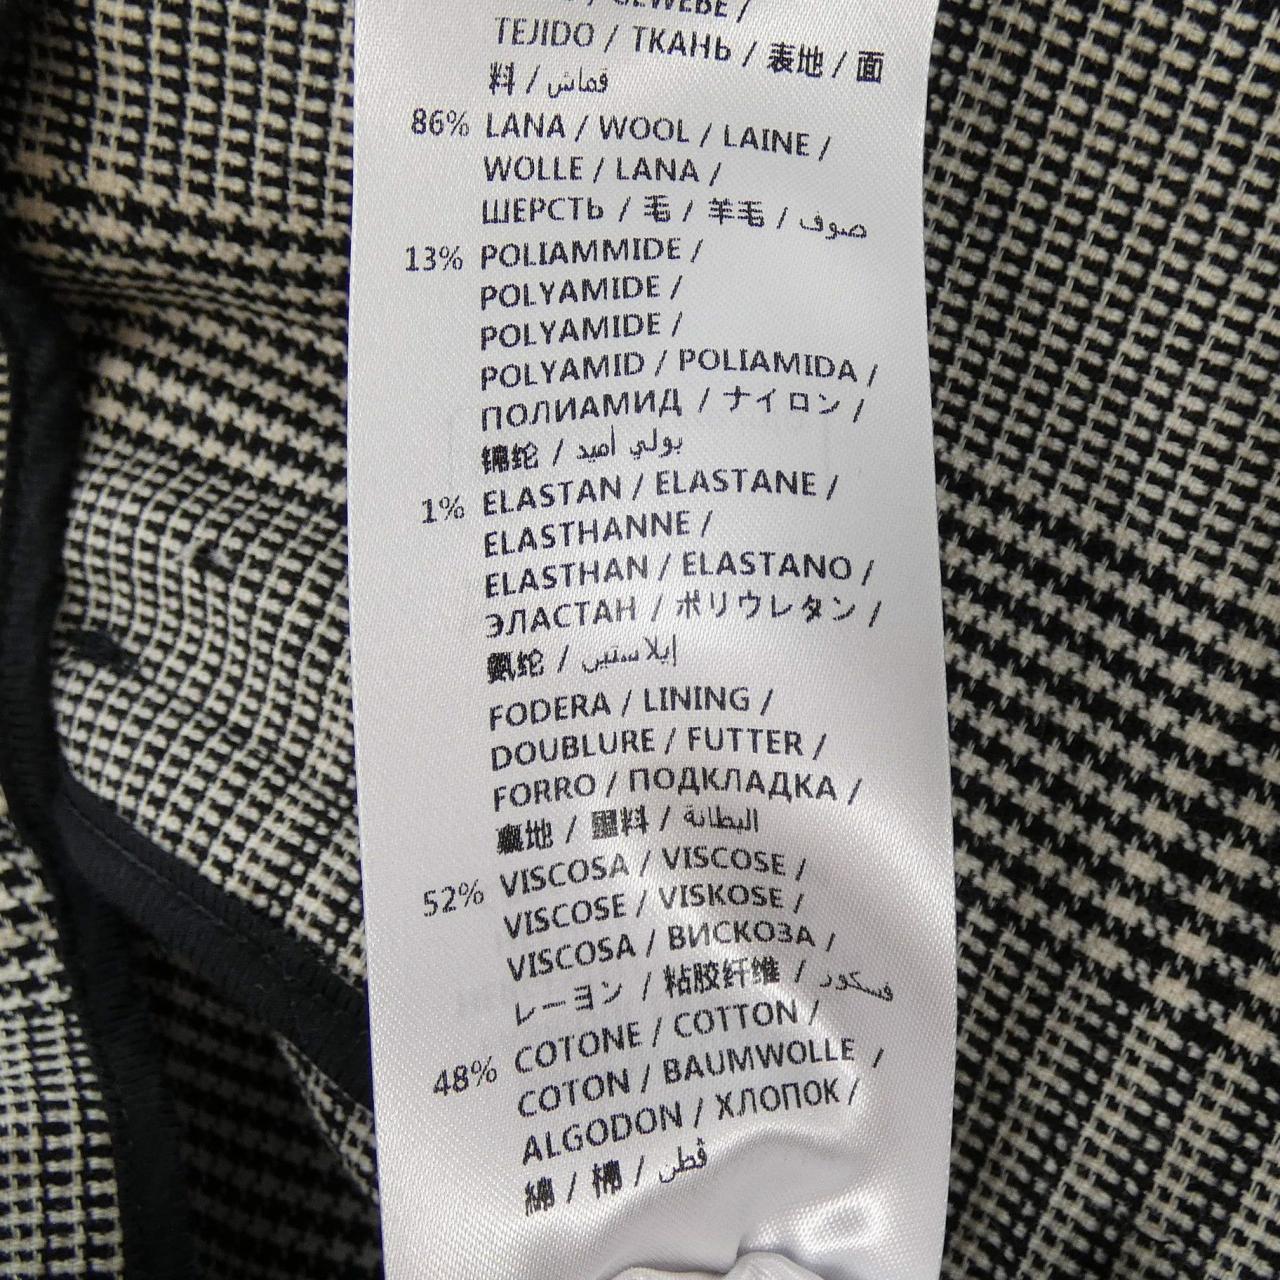 GEWEBE /
TEJIDO / ТКАНЬ / 表地 / 面
料 / قماش
86% LANA / WOOL / LAINE /
WOLLE / LANA /
ШЕРСТЬ / 毛 / 羊毛 / صوف
13% POLIAMMIDE /
POLYAMIDE /
POLYAMIDE /
POLYAMID / POLIAMIDA /
ПОЛИАМИД / ナイロン /
锦纶 / بولي أميد
1% ELASTAN / ELASTANE /
ELASTHANNE /
ELASTHAN / ELASTANO /
ЭЛАСТАН / ポリウレタン /
氨纶 / إيلاستين
FODERA / LINING /
DOUBLURE / FUTTER /
FORRO / ПОДКЛАДКА /
裏地 / 里料 / البطانة
52% VISCOSA / VISCOSE /
VISCOSE / VISKOSE /
VISCOSA / ВИСКОЗА /
レーヨン / 粘胶纤维 / فسكوز
48% COTONE / COTTON /
COTON / BAUMWOLLE /
ALGODON / ХЛОПОК /
綿 / 棉 / قطن